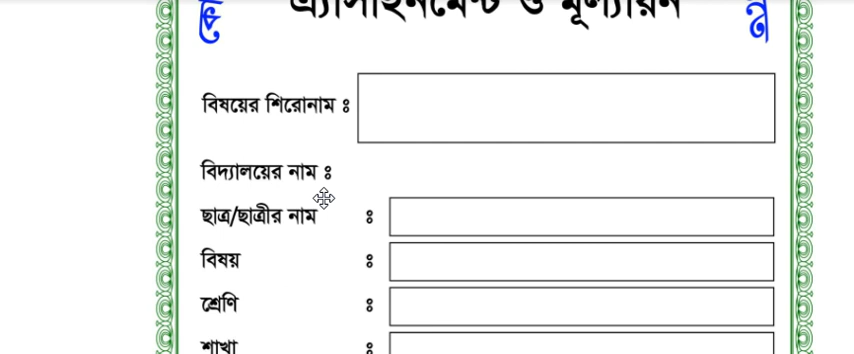 এ্যাসাইনমেন্ট ও মূল্যায়ন
বিষয়ের শিরোনাম ঃ
বিদ্যালয়ের নাম ঃ
ছাত্র/ছাত্রীর নাম ঃ
বিষয় ঃ
শ্রেণি ঃ
শাখা ঃ